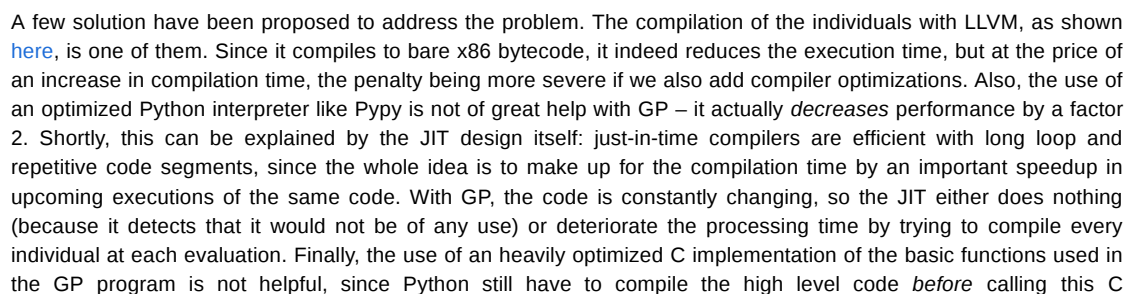 A few solution have been proposed to address the problem. The compilation of the individuals with LLVM, as shown
here, is one of them. Since it compiles to bare x86 bytecode, it indeed reduces the execution time, but at the price of
an increase in compilation time, the penalty being more severe if we also add compiler optimizations. Also, the use of
an optimized Python interpreter like Pypy is not of great help with GP – it actually decreases performance by a factor
2. Shortly, this can be explained by the JIT design itself: just-in-time compilers are efficient with long loop and
repetitive code segments, since the whole idea is to make up for the compilation time by an important speedup in
upcoming executions of the same code. With GP, the code is constantly changing, so the JIT either does nothing
(because it detects that it would not be of any use) or deteriorate the processing time by trying to compile every
individual at each evaluation. Finally, the use of an heavily optimized C implementation of the basic functions used in
the GP program is not helpful, since Python still have to compile the high level code before calling this C